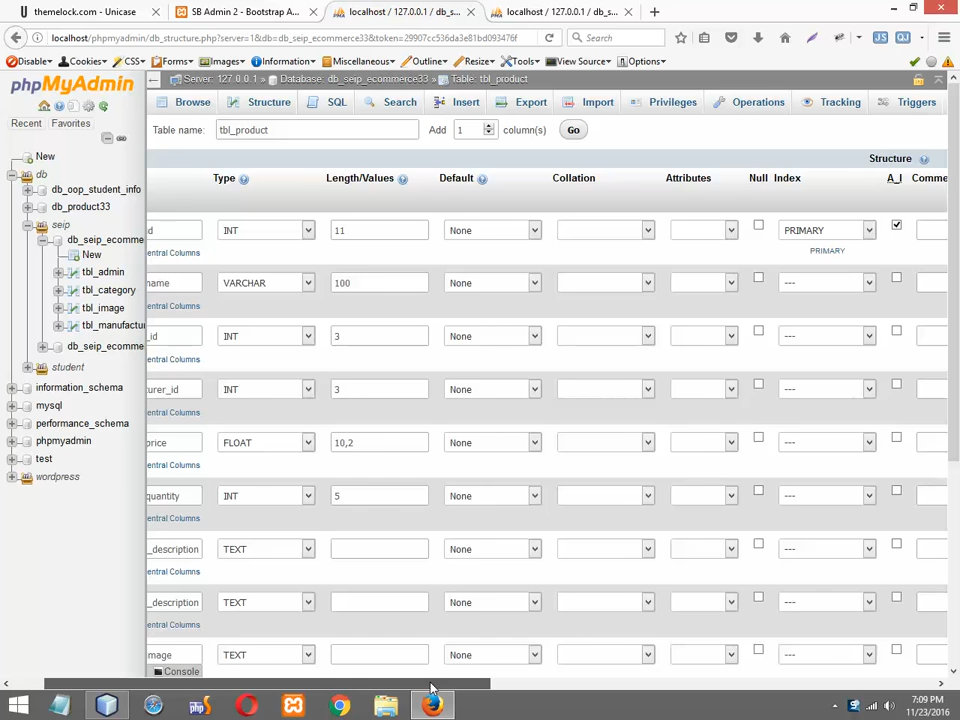 themelock.com - Unicase
SB Admin 2 - Bootstrap A...
localhost / 127.0.0.1 / db_s...
localhost / 127.0.0.1 / db_s...
localhost/phpmyadmin/db_structure.php?server=1&db=db_seip_ecommerce33&token=29907cc536da3e81bd093476f
Search
Disable
Cookies
CSS
Forms
Images
Information
Miscellaneous
Outline
Resize
Tools
View Source
Options
phpMyAdmin
Server: 127.0.0.1 » Database: db_seip_ecommerce33 » Table: tbl_product
Browse
Structure
SQL
Search
Insert
Export
Import
Privileges
Operations
Tracking
Triggers
Recent
Favorites
Table name:
tbl_product
Add
1
column(s)
Go
New
db
db_oop_student_info
db_product33
seip
db_seip_ecomme
New
tbl_admin
tbl_category
tbl_image
tbl_manufactu
db_seip_ecomme
student
information_schema
mysql
performance_schema
phpmyadmin
test
wordpress
Structure
Type
Length/Values
Default
Collation
Attributes
Null
Index
A_I
Comme
INT 11 None PRIMARY
entral Columns
PRIMARY
name VARCHAR 100 None ---
entral Columns
_id INT 3 None ---
entral Columns
turer_id INT 3 None ---
entral Columns
price FLOAT 10,2 None ---
entral Columns
quantity INT 5 None ---
entral Columns
_description TEXT None ---
entral Columns
_description TEXT None ---
entral Columns
mage TEXT None ---
Console
7:09 PM
11/23/2016